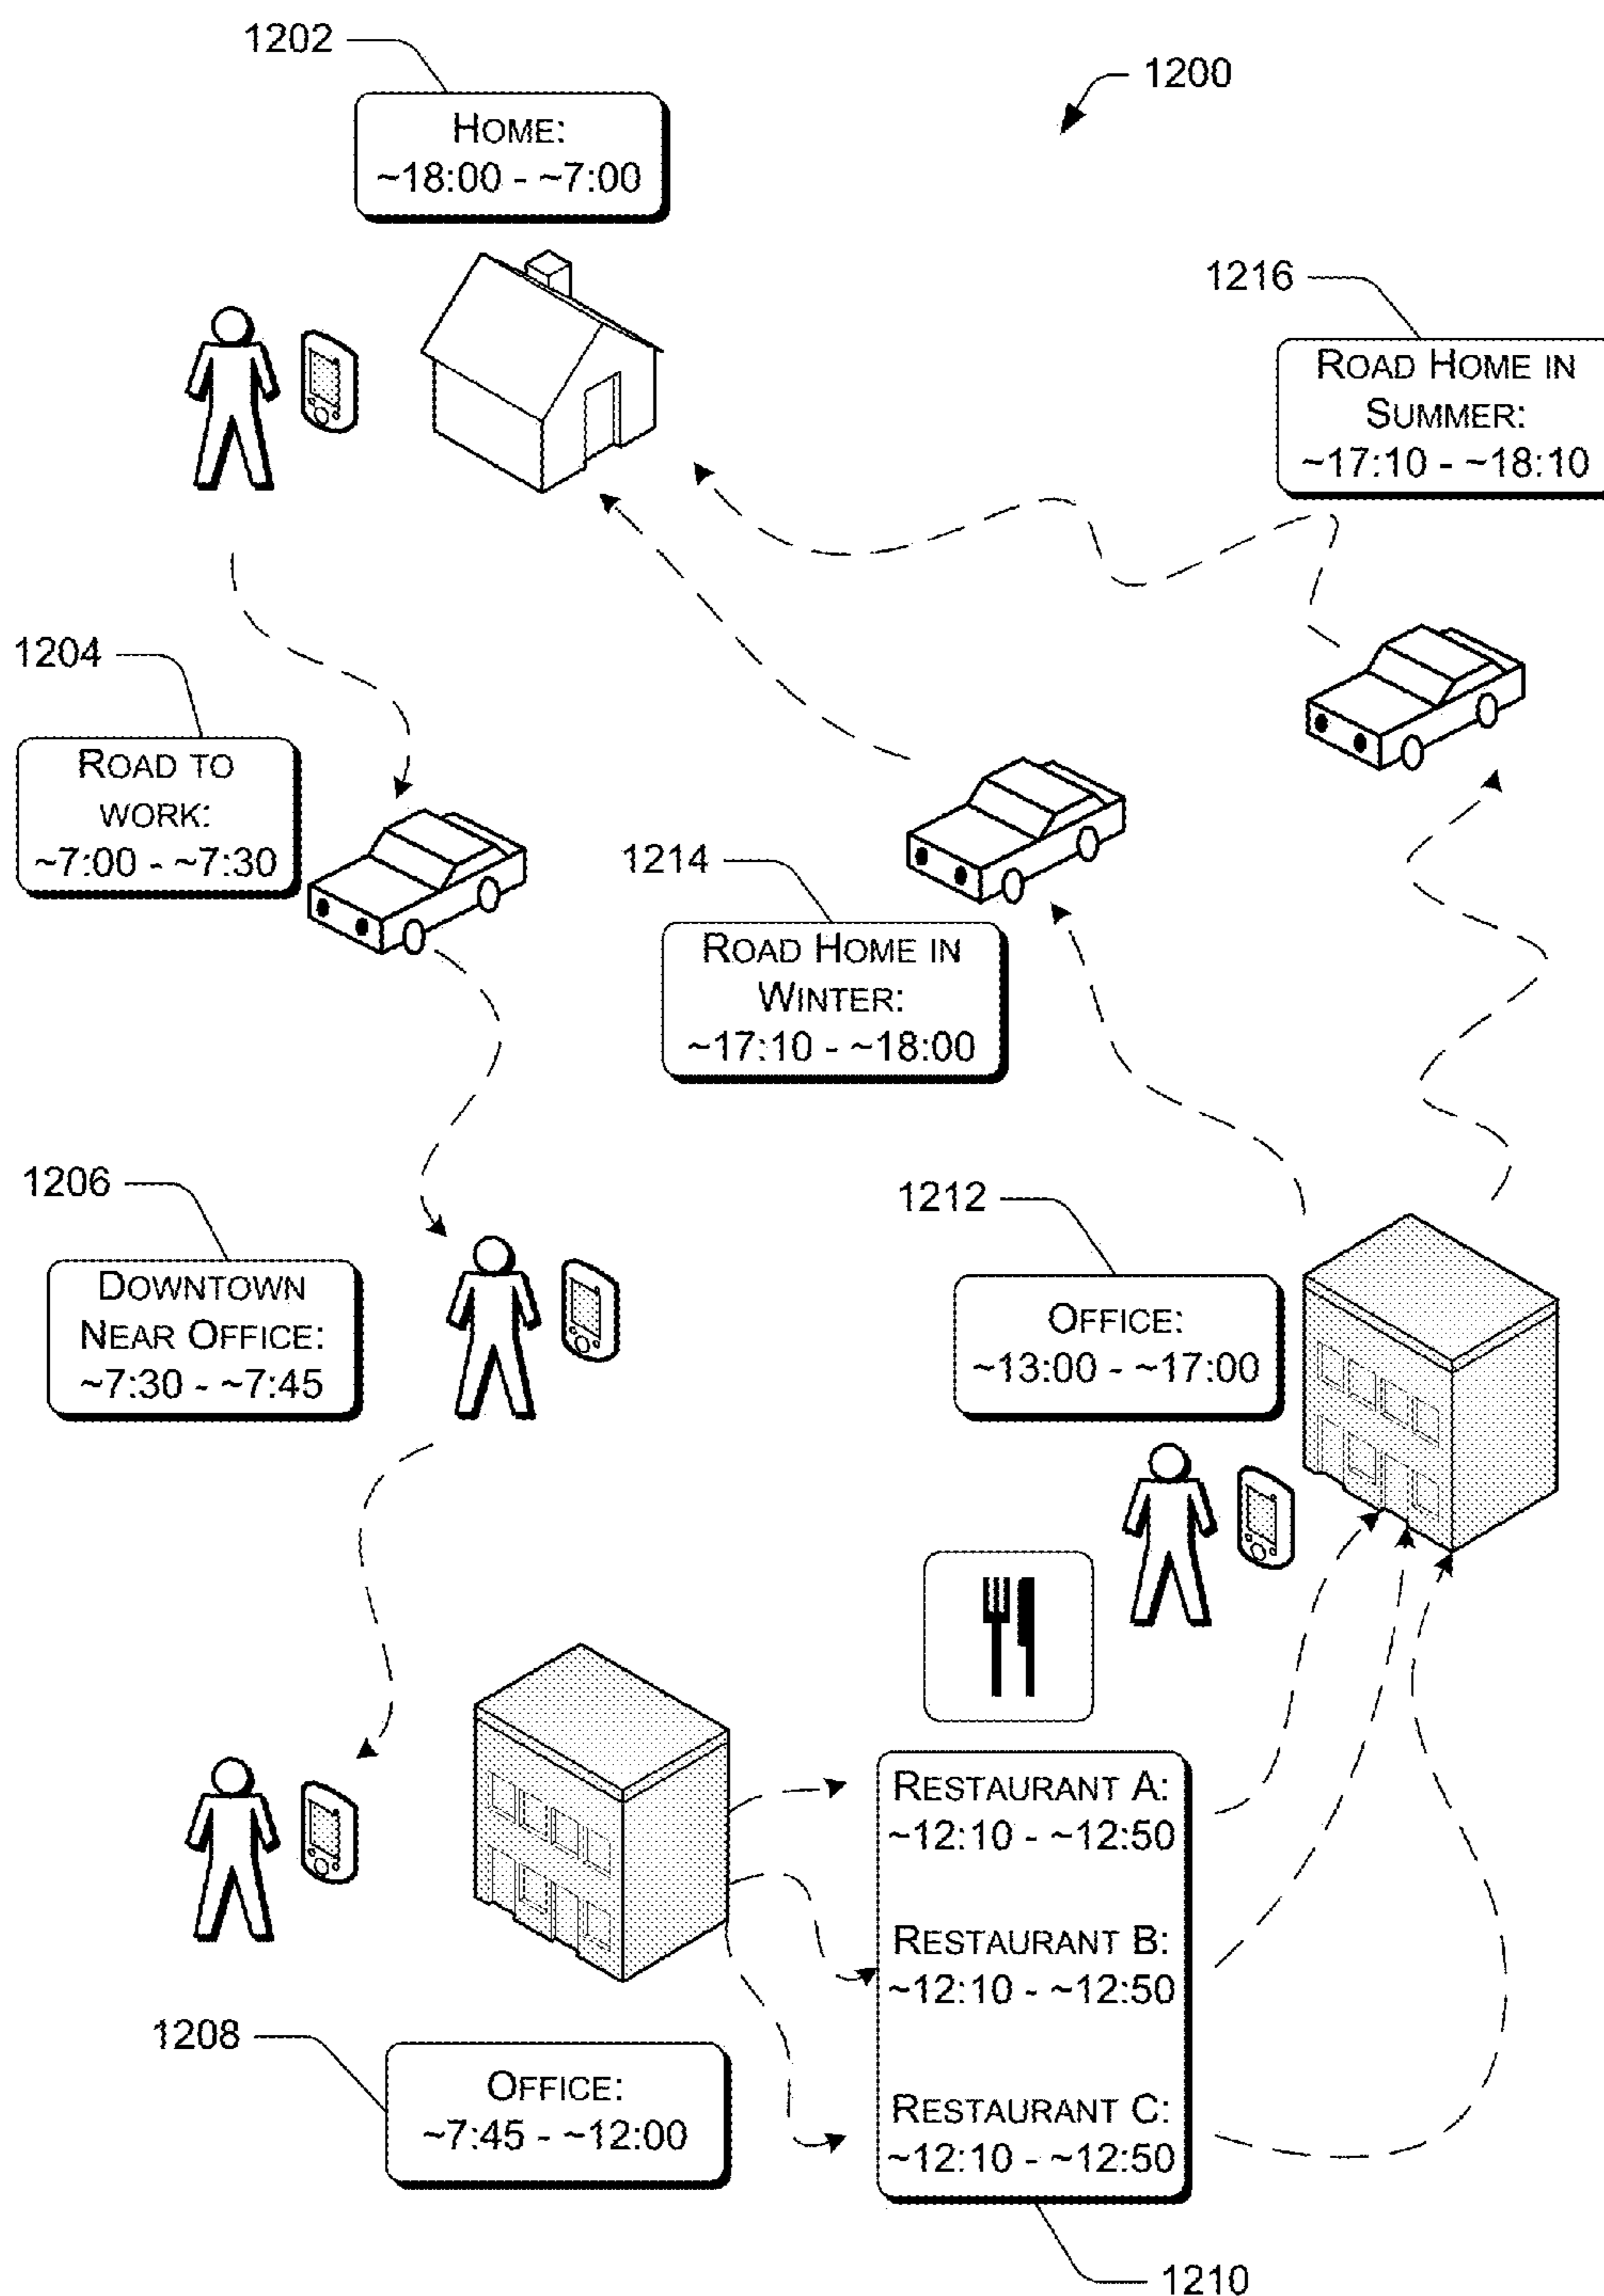 1202
1200
HOME:
~18:00 - ~7:00
1216
ROAD HOME IN
SUMMER:
~17:10 - ~18:10
1204
ROAD TO
WORK:
~7:00 - ~7:30
1214
ROAD HOME IN
WINTER:
~17:10 - ~18:00
1206
DOWNTOWN
NEAR OFFICE:
~7:30 - ~7:45
1212
OFFICE:
~13:00 - ~17:00
RESTAURANT A:
~12:10 - ~12:50
RESTAURANT B:
~12:10 - ~12:50
RESTAURANT C:
~12:10 - ~12:50
1208
OFFICE:
~7:45 - ~12:00
1210